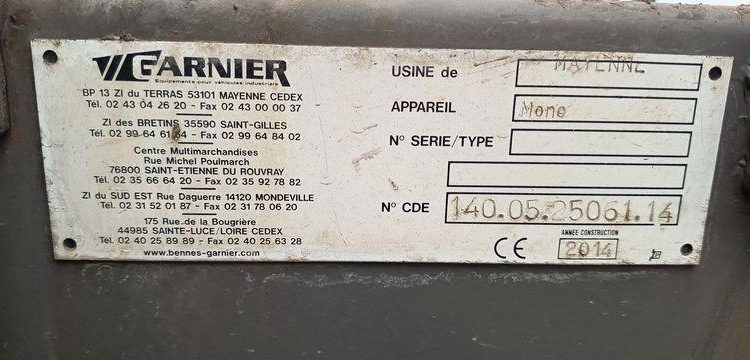 GARNIER
Equipements pour véhicules industriels
BP 13 ZI du TERRAS 53101 MAYENNE CEDEX
Tél. 02 43 04 26 20 - Fax 02 43 00 00 37
ZI des BRETINS 35590 SAINT-GILLES
Tél. 02 99 64 61 64 - Fax 02 99 64 84 02
Centre Multimarchandises
Rue Michel Poulmarch
76800 SAINT-ETIENNE DU ROUVRAY
Tél. 02 35 66 64 20 - Fax 02 35 92 78 82
ZI du SUD EST Rue Daguerre 14120 MONDEVILLE
Tél. 02 31 52 01 87 - Fax 02 31 78 06 20
175 Rue de la Bougrière
44985 SAINTE-LUCE/LOIRE CEDEX
Tél. 02 40 25 89 89 - Fax 02 40 25 63 28
www.bennes-garnier.com
USINE de MAYENNE
APPAREIL Mono
N° SERIE/TYPE
N° CDE 140.05.25061.14
ANNEE CONSTRUCTION
CE 2014